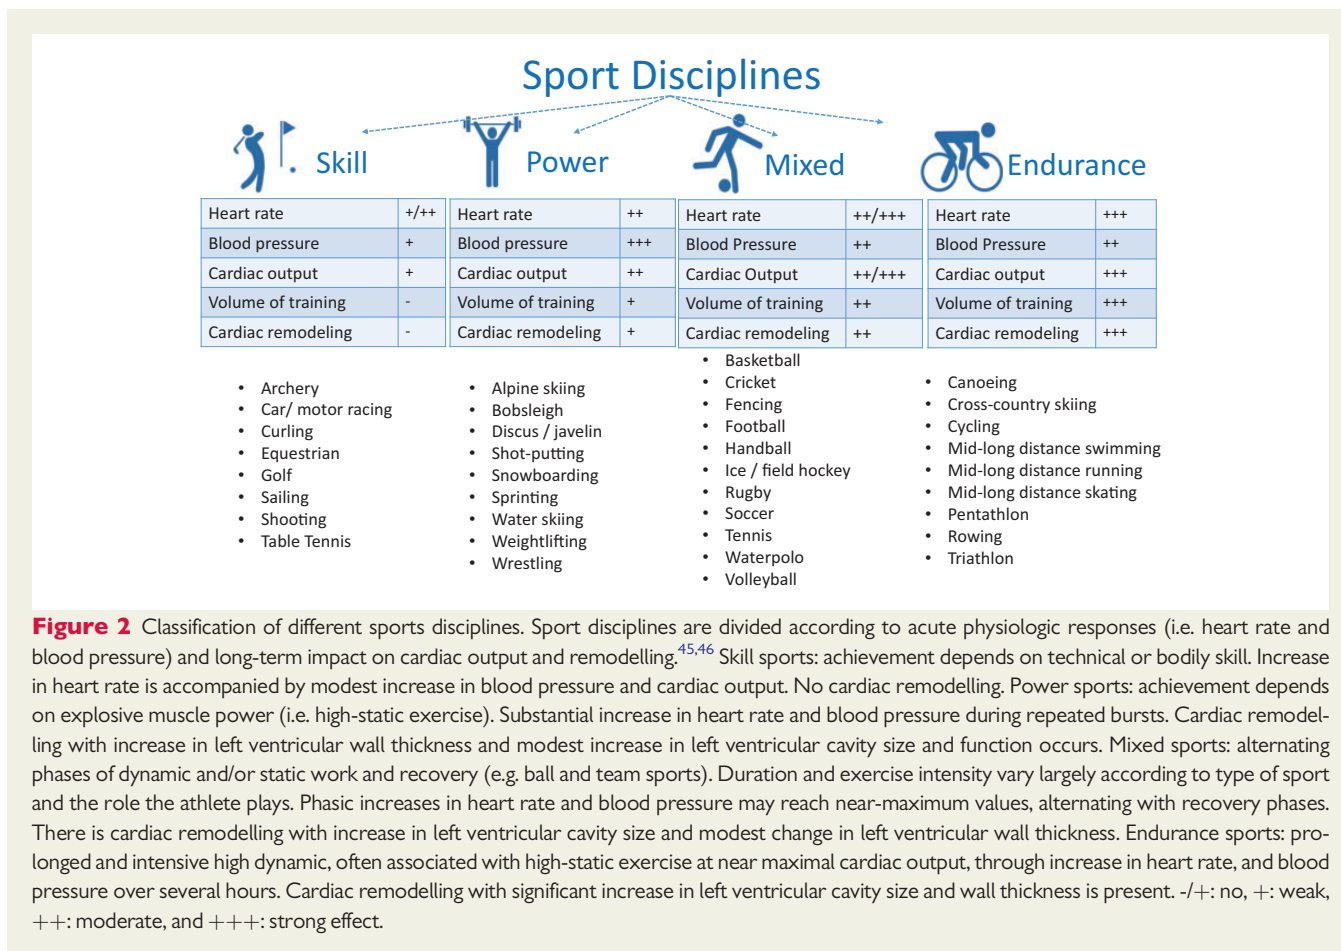 Sport Disciplines
Skill
Heart rate +/++
Blood pressure +
Cardiac output +
Volume of training -
Cardiac remodeling -
• Archery
• Car/ motor racing
• Curling
• Equestrian
• Golf
• Sailing
• Shooting
• Table Tennis
Power
Heart rate ++
Blood pressure +++
Cardiac output ++
Volume of training +
Cardiac remodeling +
• Alpine skiing
• Bobsleigh
• Discus / javelin
• Shot-putting
• Snowboarding
• Sprinting
• Water skiing
• Weightlifting
• Wrestling
Mixed
Heart rate ++/+++
Blood Pressure ++
Cardiac Output ++/+++
Volume of training ++
Cardiac remodeling ++
• Basketball
• Cricket
• Fencing
• Football
• Handball
• Ice / field hockey
• Rugby
• Soccer
• Tennis
• Waterpolo
• Volleyball
Endurance
Heart rate +++
Blood Pressure ++
Cardiac output +++
Volume of training +++
Cardiac remodeling +++
• Canoeing
• Cross-country skiing
• Cycling
• Mid-long distance swimming
• Mid-long distance running
• Mid-long distance skating
• Pentathlon
• Rowing
• Triathlon
Figure 2 Classification of different sports disciplines. Sport disciplines are divided according to acute physiologic responses (i.e. heart rate and
blood pressure) and long-term impact on cardiac output and remodelling.45,46 Skill sports: achievement depends on technical or bodily skill. Increase
in heart rate is accompanied by modest increase in blood pressure and cardiac output. No cardiac remodelling. Power sports: achievement depends
on explosive muscle power (i.e. high-static exercise). Substantial increase in heart rate and blood pressure during repeated bursts. Cardiac remodel-
ling with increase in left ventricular wall thickness and modest increase in left ventricular cavity size and function occurs. Mixed sports: alternating
phases of dynamic and/or static work and recovery (e.g. ball and team sports). Duration and exercise intensity vary largely according to type of sport
and the role the athlete plays. Phasic increases in heart rate and blood pressure may reach near-maximum values, alternating with recovery phases.
There is cardiac remodelling with increase in left ventricular cavity size and modest change in left ventricular wall thickness. Endurance sports: pro-
longed and intensive high dynamic, often associated with high-static exercise at near maximal cardiac output, through increase in heart rate, and blood
pressure over several hours. Cardiac remodelling with significant increase in left ventricular cavity size and wall thickness is present. -/+: no, +: weak,
++: moderate, and +++: strong effect.